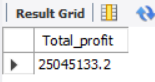 Result Grid
Total_profit
25045133.2